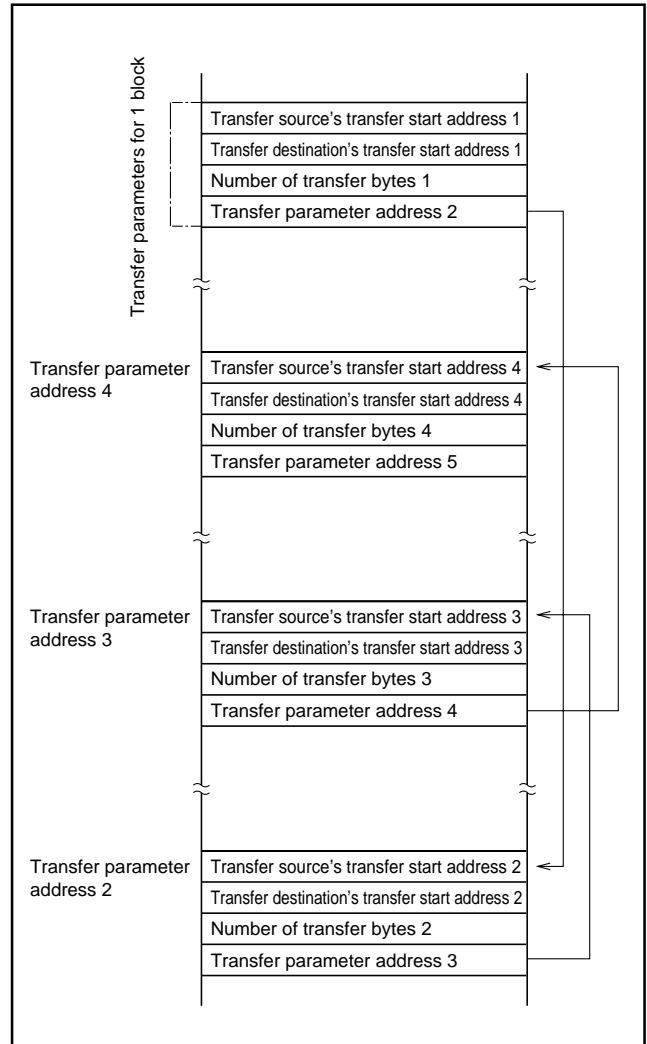 Transfer parameters for 1 block
Transfer source's transfer start address 1
Transfer destination's transfer start address 1
Number of transfer bytes 1
Transfer parameter address 2
Transfer parameter
address 4
Transfer source's transfer start address 4
Transfer destination's transfer start address 4
Number of transfer bytes 4
Transfer parameter address 5
Transfer parameter
address 3
Transfer source's transfer start address 3
Transfer destination's transfer start address 3
Number of transfer bytes 3
Transfer parameter address 4
Transfer parameter
address 2
Transfer source's transfer start address 2
Transfer destination's transfer start address 2
Number of transfer bytes 2
Transfer parameter address 3